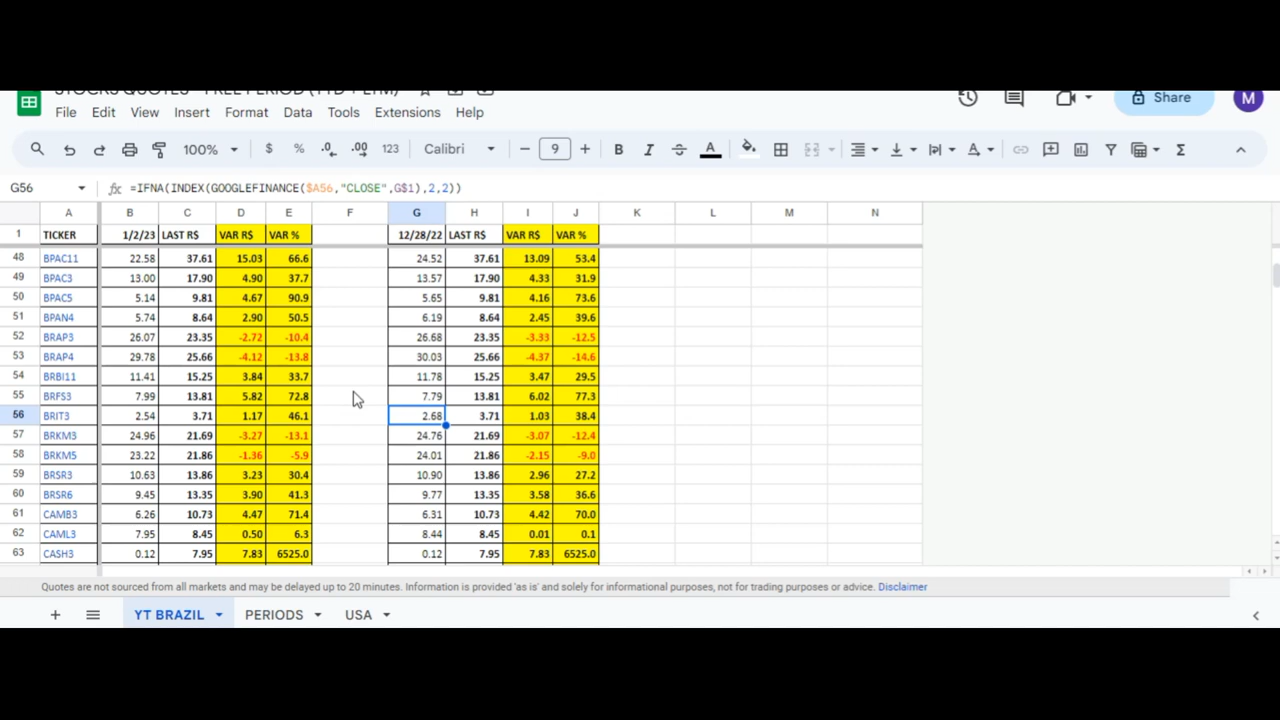 STOCKS QUOTES - FREE PERIOD (YTD + LTM)
File Edit View Insert Format Data Tools Extensions Help
Share M
100% $ % .0 .00 123 Calibri − 9 + B I A Σ
G56 fx =IFNA(INDEX(GOOGLEFINANCE($A56,"CLOSE",G$1),2,2))
A B C D E F G H I J K L M N
1 TICKER 1/2/23 LAST R$ VAR R$ VAR % 12/28/22 LAST R$ VAR R$ VAR %
48 BPAC11 22.58 37.61 15.03 66.6 24.52 37.61 13.09 53.4
49 BPAC3 13.00 17.90 4.90 37.7 13.57 17.90 4.33 31.9
50 BPAC5 5.14 9.81 4.67 90.9 5.65 9.81 4.16 73.6
51 BPAN4 5.74 8.64 2.90 50.5 6.19 8.64 2.45 39.6
52 BRAP3 26.07 23.35 -2.72 -10.4 26.68 23.35 -3.33 -12.5
53 BRAP4 29.78 25.66 -4.12 -13.8 30.03 25.66 -4.37 -14.6
54 BRBI11 11.41 15.25 3.84 33.7 11.78 15.25 3.47 29.5
55 BRFS3 7.99 13.81 5.82 72.8 7.79 13.81 6.02 77.3
56 BRIT3 2.54 3.71 1.17 46.1 2.68 3.71 1.03 38.4
57 BRKM3 24.96 21.69 -3.27 -13.1 24.76 21.69 -3.07 -12.4
58 BRKM5 23.22 21.86 -1.36 -5.9 24.01 21.86 -2.15 -9.0
59 BRSR3 10.63 13.86 3.23 30.4 10.90 13.86 2.96 27.2
60 BRSR6 9.45 13.35 3.90 41.3 9.77 13.35 3.58 36.6
61 CAMB3 6.26 10.73 4.47 71.4 6.31 10.73 4.42 70.0
62 CAML3 7.95 8.45 0.50 6.3 8.44 8.45 0.01 0.1
63 CASH3 0.12 7.95 7.83 6525.0 0.12 7.95 7.83 6525.0
Quotes are not sourced from all markets and may be delayed up to 20 minutes. Information is provided 'as is' and solely for informational purposes, not for trading purposes or advice. Disclaimer
YT BRAZIL PERIODS USA